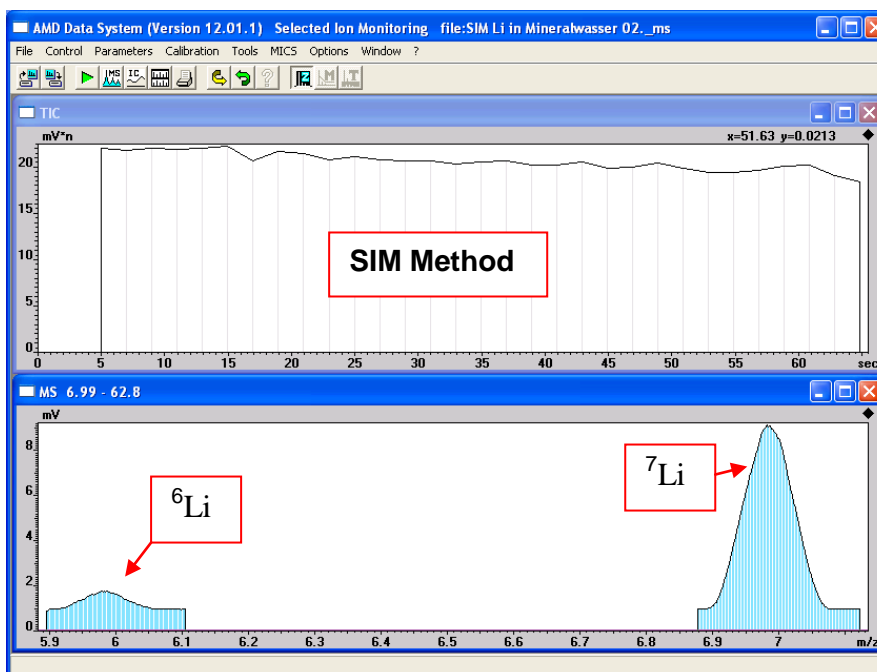 AMD Data System (Version 12.01.1) Selected Ion Monitoring file:SIM Li in Mineralwasser 02._ms
File Control Parameters Calibration Tools MICS Options Window ?
MS IC M T
TIC
mV*n x=51.63 y=0.0213
20
15
10
5
0
0 5 10 15 20 25 30 35 40 45 50 55 60 sec
SIM Method
MS 6.99 - 62.8
mV
8
6
4
2
0
5.9 6 6.1 6.2 6.3 6.4 6.5 6.6 6.7 6.8 6.9 7 m/z
⁶Li
⁷Li